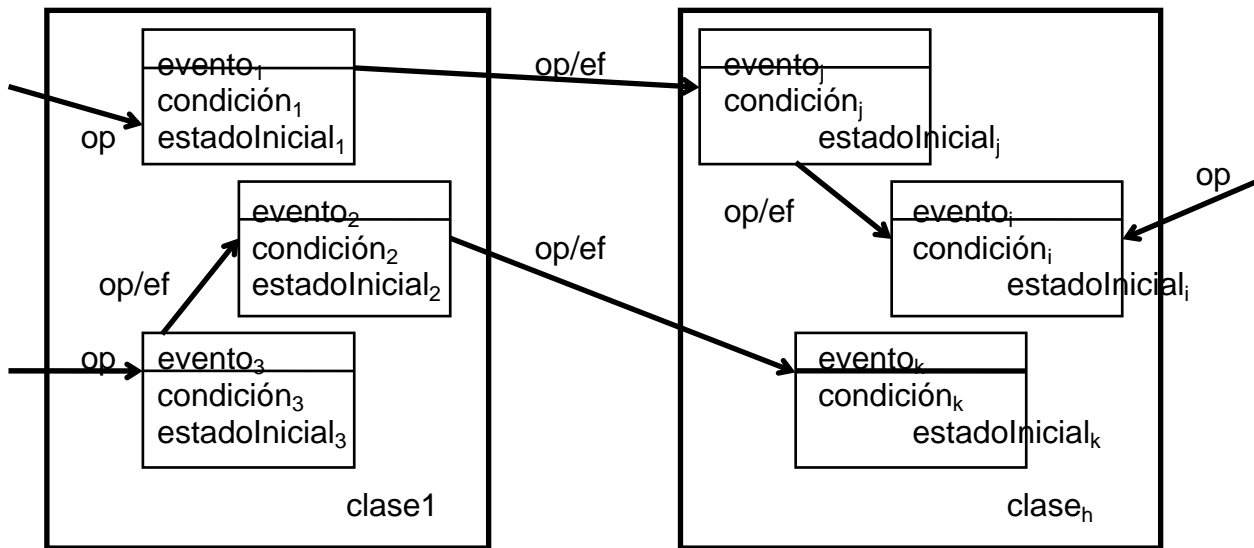 evento₁
condición₁
estadoInicial₁
op
op/ef
eventoⱼ
condiciónⱼ
estadoInicialⱼ
op/ef
op
evento₂
condición₂
estadoInicial₂
op/ef
op/ef
eventoᵢ
condiciónᵢ
estadoInicialᵢ
op
evento₃
condición₃
estadoInicial₃
eventoₖ
condiciónₖ
estadoInicialₖ
clase1
claseₕ